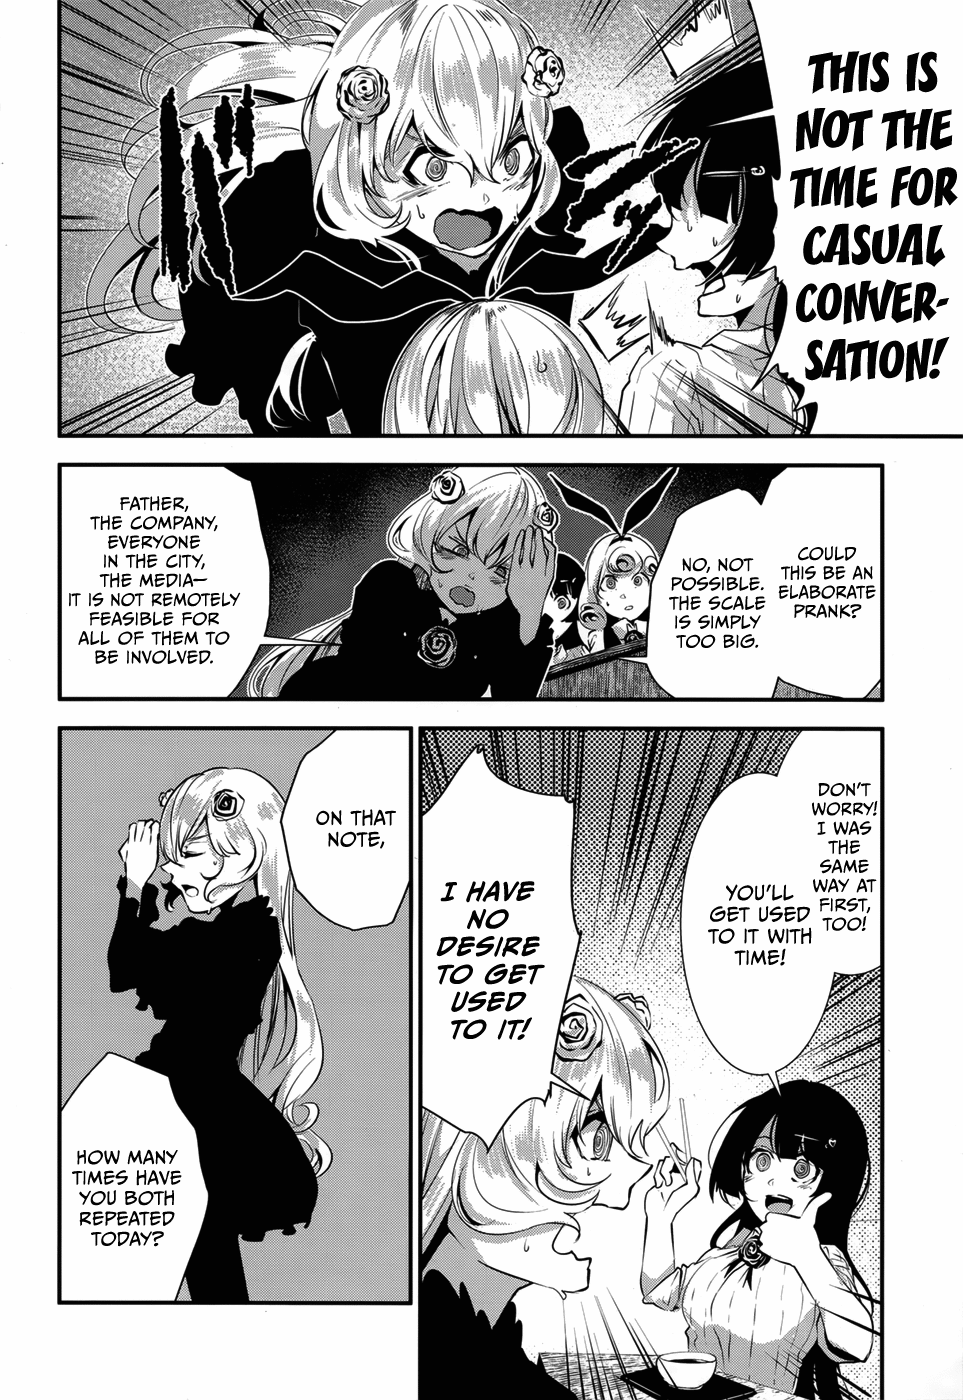 THIS IS
NOT THE
TIME FOR
CASUAL
CONVER-
SATION!
COULD
THIS BE AN
ELABORATE
PRANK?
NO, NOT
POSSIBLE.
THE SCALE
IS SIMPLY
TOO BIG.
FATHER,
THE COMPANY,
EVERYONE
IN THE CITY,
THE MEDIA—
IT IS NOT REMOTELY
FEASIBLE FOR
ALL OF THEM TO
BE INVOLVED.
DON'T
WORRY!
I WAS
THE
SAME
WAY AT
FIRST,
TOO!
YOU'LL
GET USED
TO IT WITH
TIME!
I HAVE
NO
DESIRE
TO GET
USED
TO IT!
ON THAT
NOTE,
HOW MANY
TIMES HAVE
YOU BOTH
REPEATED
TODAY?